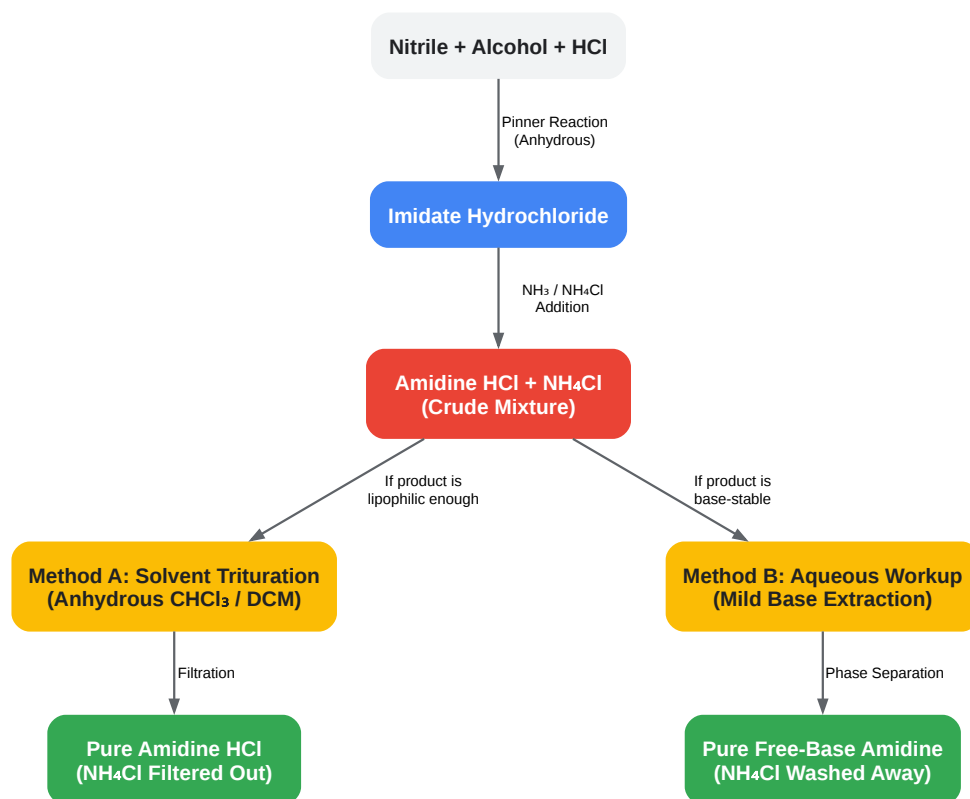 Nitrile + Alcohol + HCl
Pinner Reaction
(Anhydrous)
Imidate Hydrochloride
NH₃ / NH₄Cl
Addition
Amidine HCl + NH₄Cl
(Crude Mixture)
If product is
lipophilic enough
If product is
base-stable
Method A: Solvent Trituration
(Anhydrous CHCl₃ / DCM)
Method B: Aqueous Workup
(Mild Base Extraction)
Filtration
Phase Separation
Pure Amidine HCl
(NH₄Cl Filtered Out)
Pure Free-Base Amidine
(NH₄Cl Washed Away)